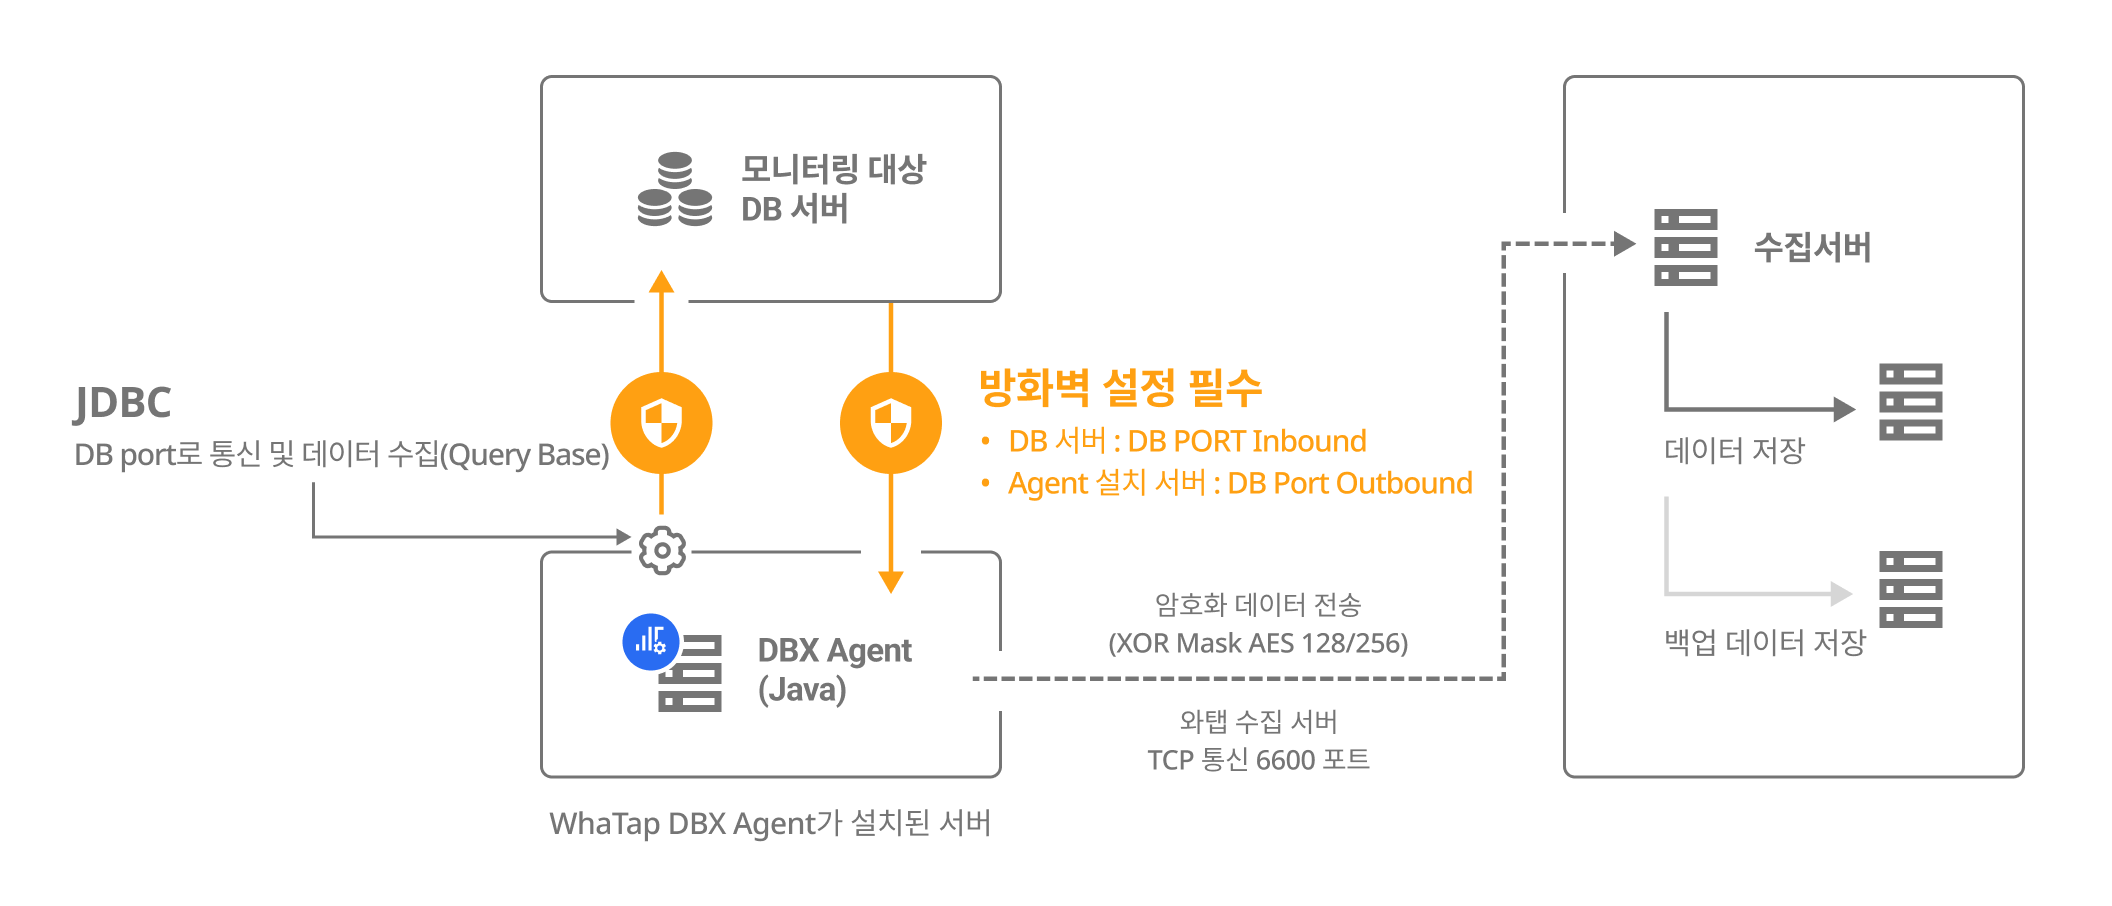 모니터링 대상
DB 서버
수집서버
JDBC
DB port로 통신 및 데이터 수집(Query Base)
방화벽 설정 필수
• DB 서버 : DB PORT Inbound
• Agent 설치 서버 : DB Port Outbound
데이터 저장
암호화 데이터 전송
(XOR Mask AES 128/256)
백업 데이터 저장
DBX Agent
(Java)
와탭 수집 서버
TCP 통신 6600 포트
WhaTap DBX Agent가 설치된 서버